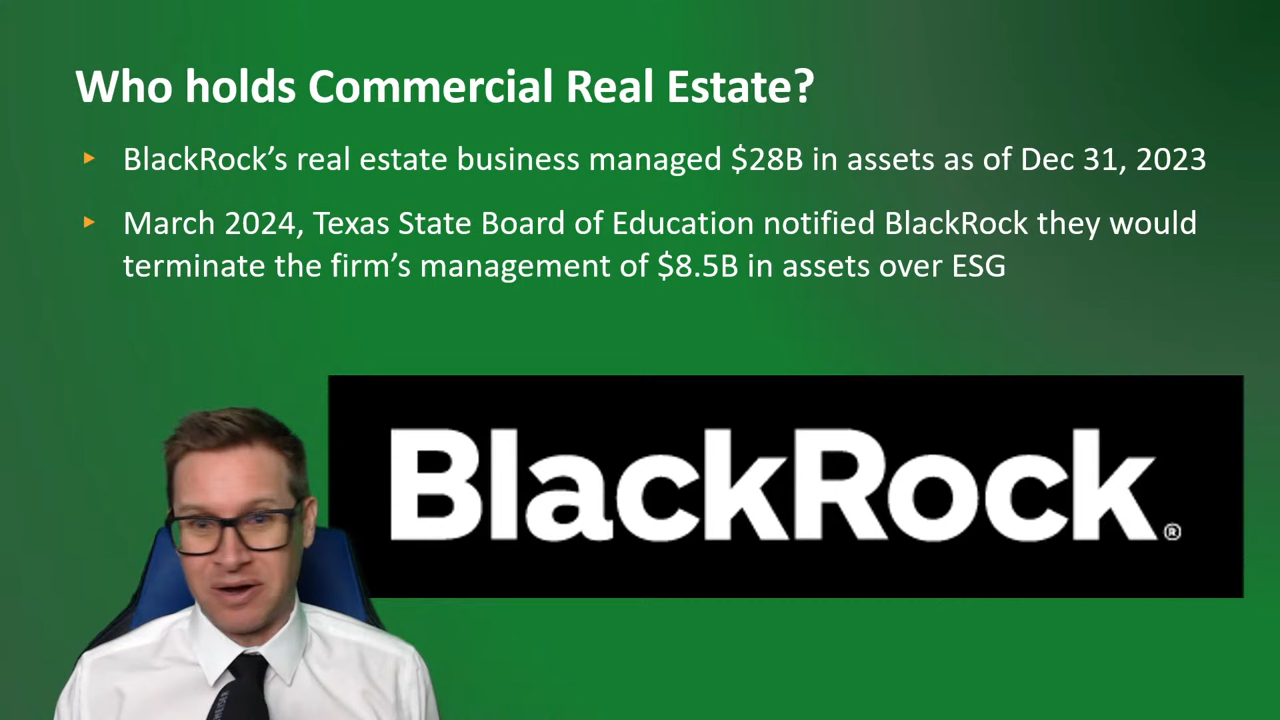 Who holds Commercial Real Estate?
BlackRock’s real estate business managed $28B in assets as of Dec 31, 2023
March 2024, Texas State Board of Education notified BlackRock they would
terminate the firm’s management of $8.5B in assets over ESG
BlackRock®